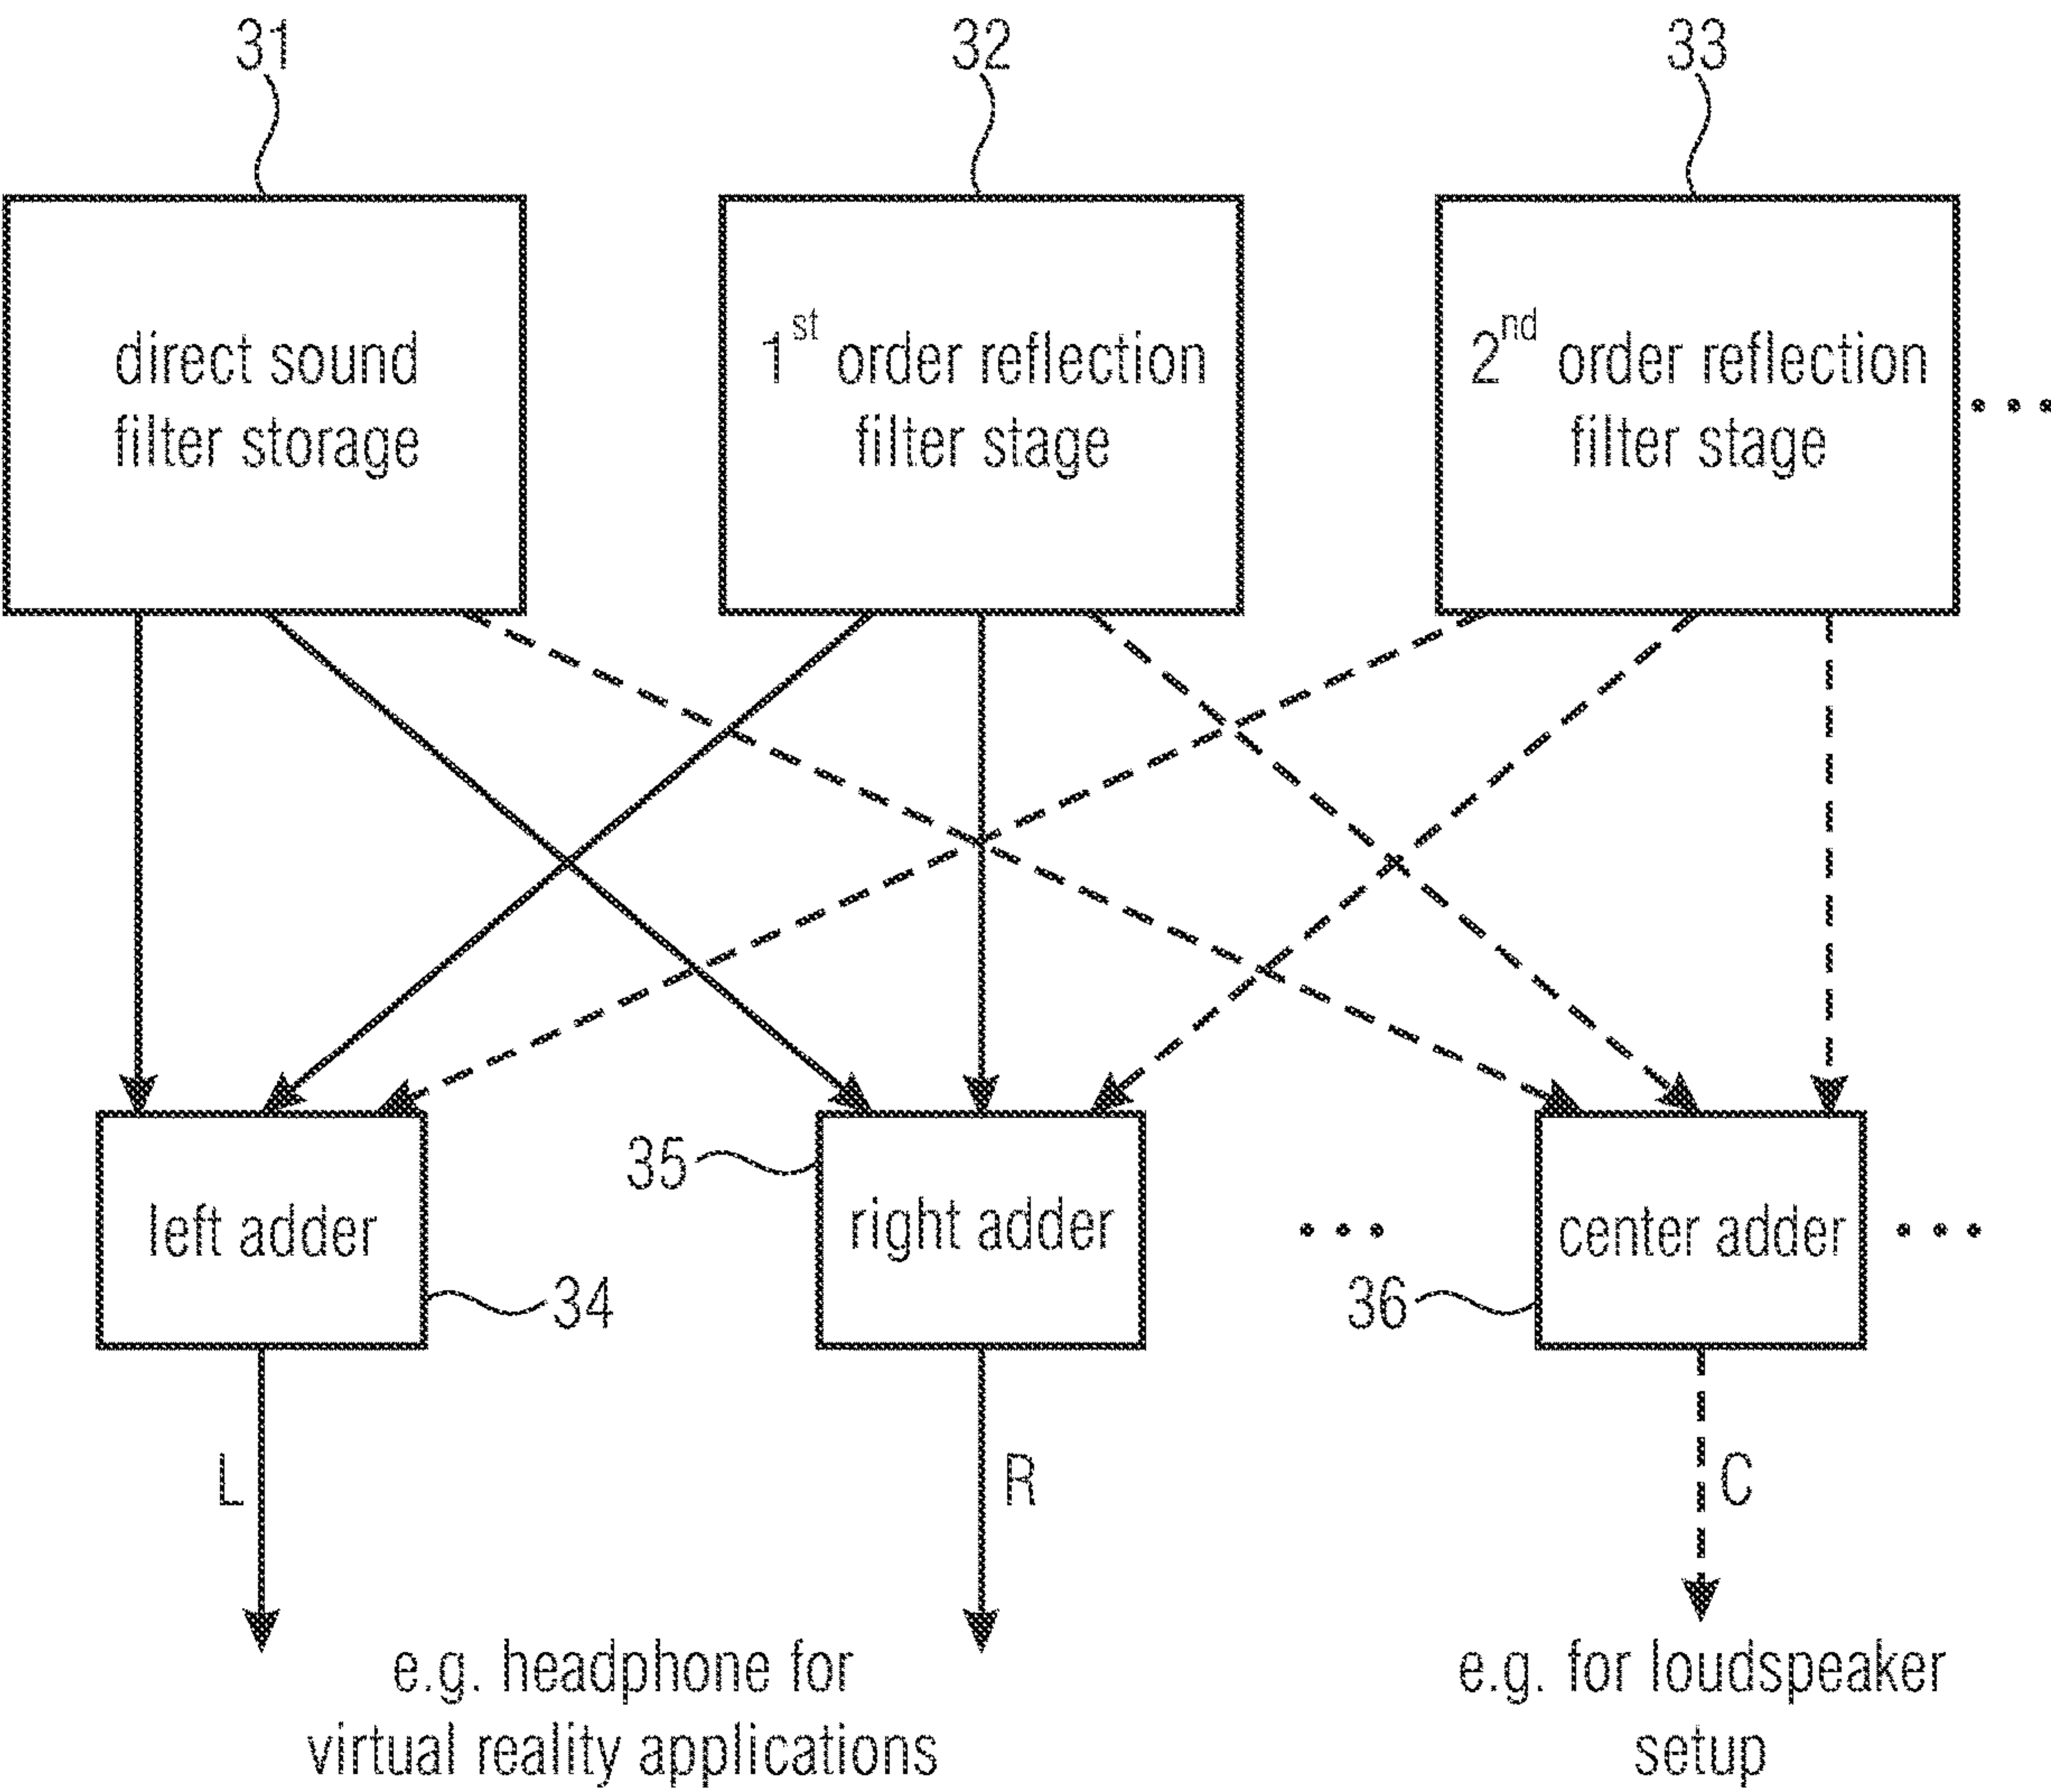 31
32
33
direct sound
filter storage
1st order reflection
filter stage
2nd order reflection
filter stage
...
left adder
34
35
right adder
...
36
center adder
...
L
R
C
e.g. headphone for
virtual reality applications
e.g. for loudspeaker
setup